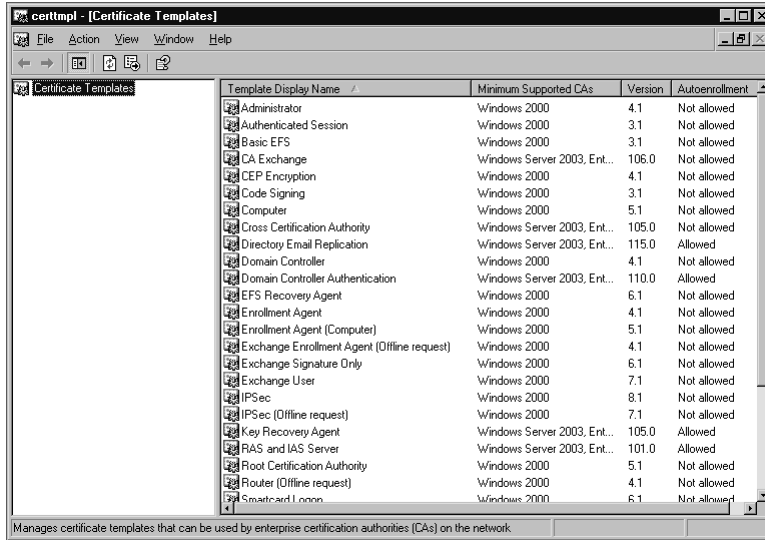 certtmpl - [Certificate Templates]
File Action View Window Help
Certificate Templates
Template Display Name Minimum Supported CAs Version Autoenrollment
Administrator Windows 2000 4.1 Not allowed
Authenticated Session Windows 2000 3.1 Not allowed
Basic EFS Windows 2000 3.1 Not allowed
CA Exchange Windows Server 2003, Ent... 106.0 Not allowed
CEP Encryption Windows 2000 4.1 Not allowed
Code Signing Windows 2000 3.1 Not allowed
Computer Windows 2000 5.1 Not allowed
Cross Certification Authority Windows Server 2003, Ent... 105.0 Not allowed
Directory Email Replication Windows Server 2003, Ent... 115.0 Allowed
Domain Controller Windows 2000 4.1 Not allowed
Domain Controller Authentication Windows Server 2003, Ent... 110.0 Allowed
EFS Recovery Agent Windows 2000 6.1 Not allowed
Enrollment Agent Windows 2000 4.1 Not allowed
Enrollment Agent (Computer) Windows 2000 5.1 Not allowed
Exchange Enrollment Agent (Offline request) Windows 2000 4.1 Not allowed
Exchange Signature Only Windows 2000 6.1 Not allowed
Exchange User Windows 2000 7.1 Not allowed
IPSec Windows 2000 8.1 Not allowed
IPSec (Offline request) Windows 2000 7.1 Not allowed
Key Recovery Agent Windows Server 2003, Ent... 105.0 Allowed
RAS and IAS Server Windows Server 2003, Ent... 101.0 Allowed
Root Certification Authority Windows 2000 5.1 Not allowed
Router (Offline request) Windows 2000 4.1 Not allowed
Smartcard Logon Windows 2000 6.1 Not allowed
Manages certificate templates that can be used by enterprise certification authorities (CAs) on the network